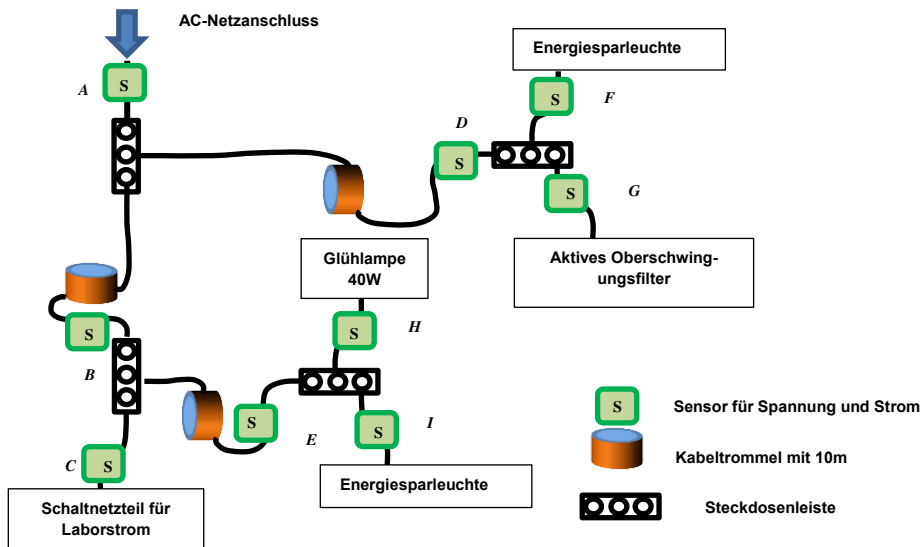 AC-Netzanschluss
Energiesparleuchte
S
A
S
F
D
S
S
G
Glühlampe
40W
Aktives Oberschwing-
ungsfilter
S
H
S
B
S
Sensor für Spannung und Strom
S
E
S
I
C
S
Kabeltrommel mit 10m
Energiesparleuchte
Schaltnetzteil für
Laborstrom
Steckdosenleiste